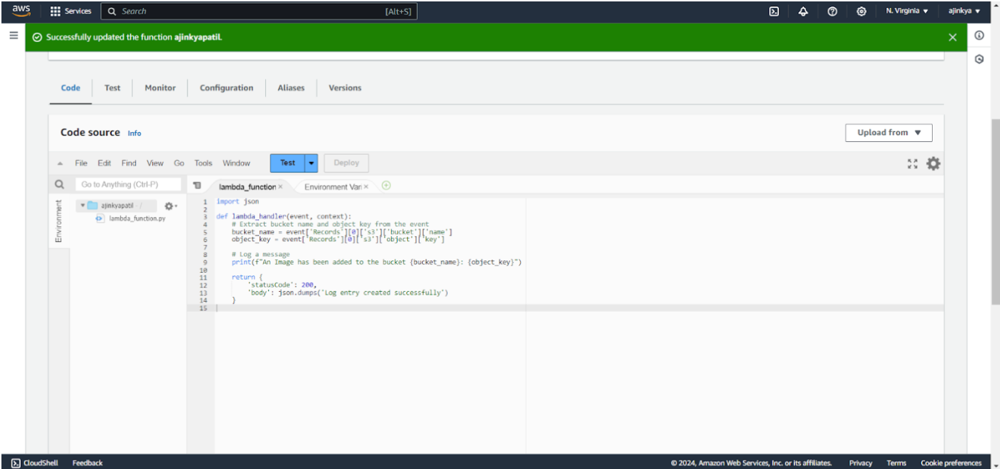 aws Services Search [Alt+S] N. Virginia ajinkya
Successfully updated the function ajinkyapatil.
Code Test Monitor Configuration Aliases Versions
Code source Info Upload from
File Edit Find View Go Tools Window Test Deploy
Go to Anything (Ctrl-P) lambda_function × Environment Vari ×
Environment
ajinkyapatil - /
lambda_function.py
1 import json
2
3 def lambda_handler(event, context):
4     # Extract bucket name and object key from the event
5     bucket_name = event['Records'][0]['s3']['bucket']['name']
6     object_key = event['Records'][0]['s3']['object']['key']
7
8     # Log a message
9     print(f"An Image has been added to the bucket {bucket_name}: {object_key}")
10
11     return {
12         'statusCode': 200,
13         'body': json.dumps('Log entry created successfully')
14     }
15
CloudShell Feedback © 2024, Amazon Web Services, Inc. or its affiliates. Privacy Terms Cookie preferences